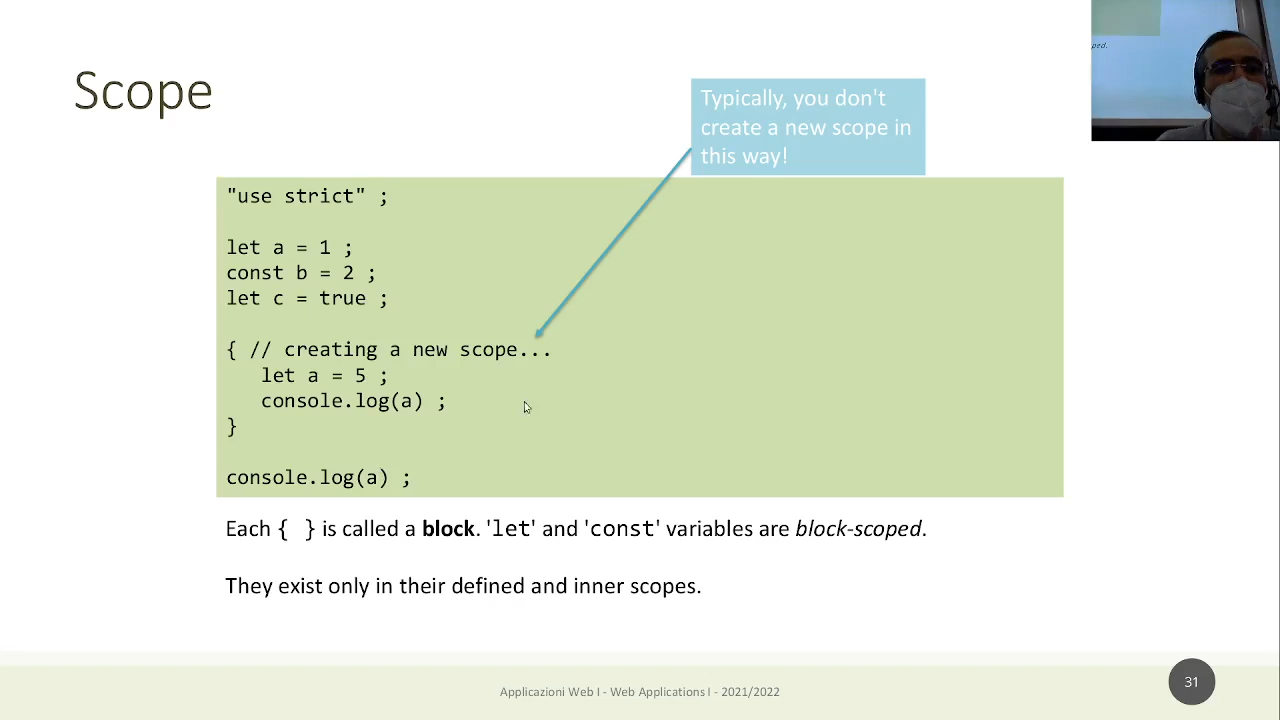 Scope
Typically, you don't
create a new scope in
this way!
"use strict" ;
let a = 1 ;
const b = 2 ;
let c = true ;
{ // creating a new scope...
let a = 5 ;
console.log(a) ;
}
console.log(a) ;
Each { } is called a block. 'let' and 'const' variables are block-scoped.
They exist only in their defined and inner scopes.
Applicazioni Web I - Web Applications I - 2021/2022
31
ped.